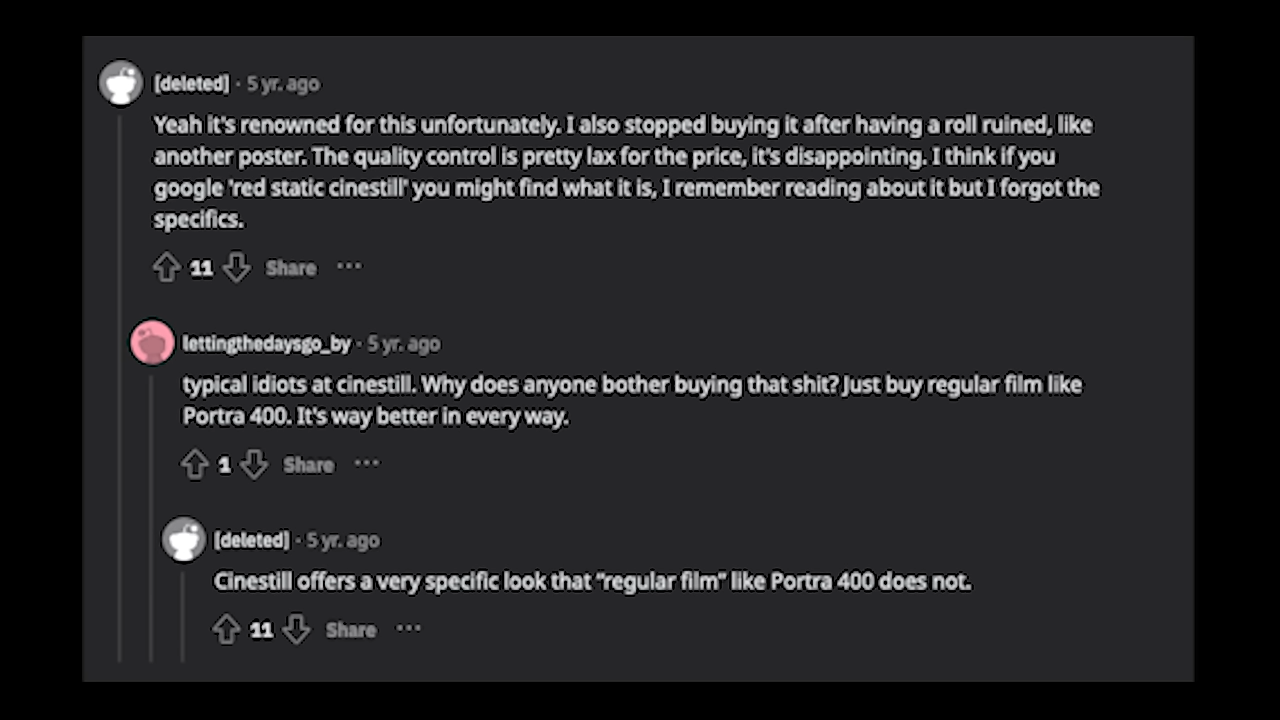 [deleted] · 5 yr. ago
Yeah it's renowned for this unfortunately. I also stopped buying it after having a roll ruined, like
another poster. The quality control is pretty lax for the price, it's disappointing. I think if you
google 'red static cinestill' you might find what it is, I remember reading about it but I forgot the
specifics.
11 Share ···
lettingthedaysgo_by · 5 yr. ago
typical idiots at cinestill. Why does anyone bother buying that shit? Just buy regular film like
Portra 400. It's way better in every way.
1 Share ···
[deleted] · 5 yr. ago
Cinestill offers a very specific look that "regular film" like Portra 400 does not.
11 Share ···